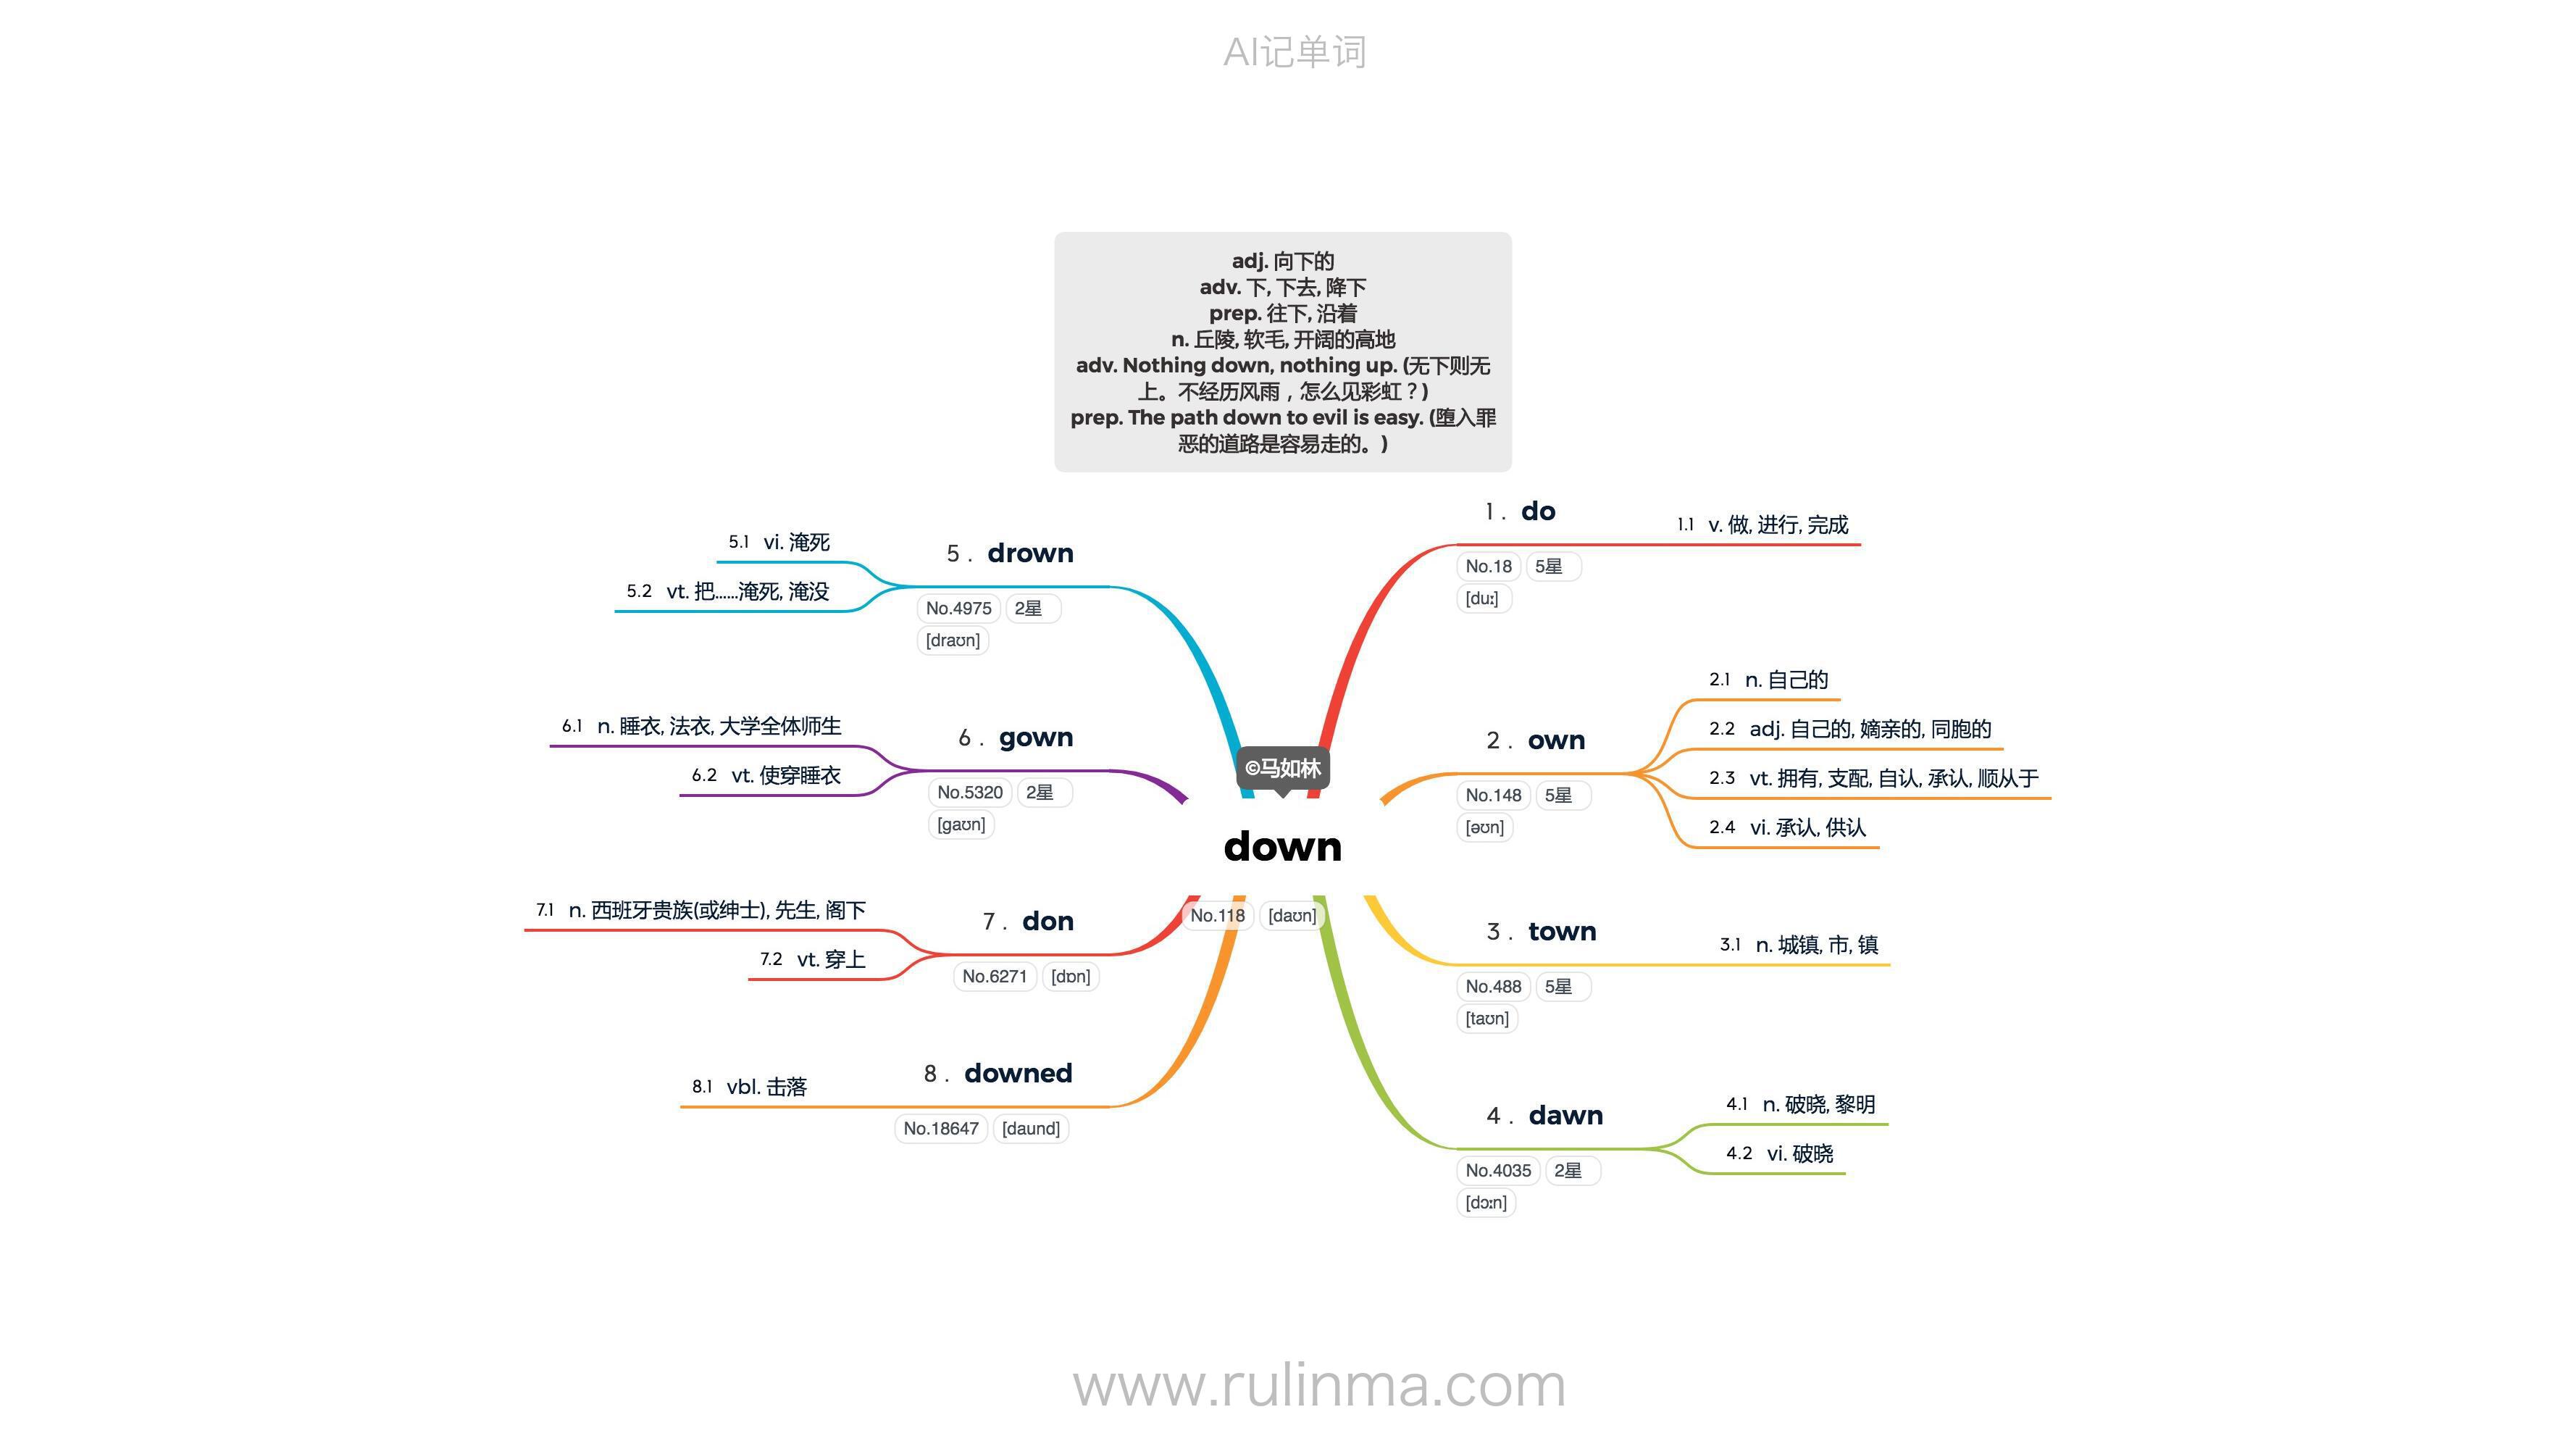 AI记单词
adj. 向下的
adv. 下, 下去, 降下
prep. 往下, 沿着
n. 丘陵, 软毛, 开阔的高地
adv. Nothing down, nothing up. (无下则无
上。不经历风雨，怎么见彩虹？)
prep. The path down to evil is easy. (堕入罪
恶的道路是容易走的。)
©马如林
down
No.118 [daʊn]
1. do
No.18 5星
[duː]
1.1 v. 做, 进行, 完成
2. own
No.148 5星
[əʊn]
2.1 n. 自己的
2.2 adj. 自己的, 嫡亲的, 同胞的
2.3 vt. 拥有, 支配, 自认, 承认, 顺从于
2.4 vi. 承认, 供认
3. town
No.488 5星
[taʊn]
3.1 n. 城镇, 市, 镇
4. dawn
No.4035 2星
[dɔːn]
4.1 n. 破晓, 黎明
4.2 vi. 破晓
5. drown
No.4975 2星
[draʊn]
5.1 vi. 淹死
5.2 vt. 把......淹死, 淹没
6. gown
No.5320 2星
[gaʊn]
6.1 n. 睡衣, 法衣, 大学全体师生
6.2 vt. 使穿睡衣
7. don
No.6271 [dɒn]
7.1 n. 西班牙贵族(或绅士), 先生, 阁下
7.2 vt. 穿上
8. downed
No.18647 [daund]
8.1 vbl. 击落
www.rulinma.com